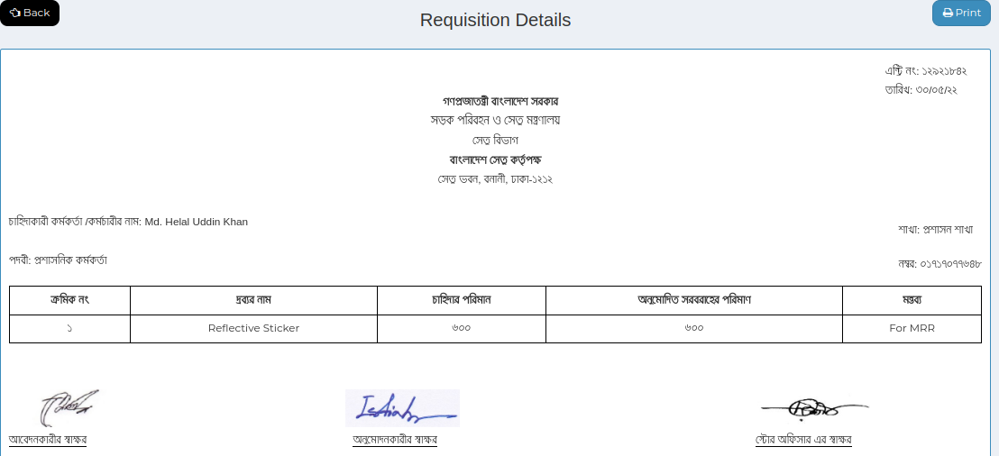 Back
Requisition Details
Print
এন্ট্রি নং: ১২৯২১৮৪২
তারিখ: ৩০/০৫/২২
গণপ্রজাতন্ত্রী বাংলাদেশ সরকার
সড়ক পরিবহন ও সেতু মন্ত্রণালয়
সেতু বিভাগ
বাংলাদেশ সেতু কর্তৃপক্ষ
সেতু ভবন, বনানী, ঢাকা-১২১২
চাহিদাকারী কর্মকর্তা /কর্মচারীর নাম: Md. Helal Uddin Khan
শাখা: প্রশাসন শাখা
পদবী: প্রশাসনিক কর্মকর্তা
নম্বর: ০১৭১৭০৭৭৬৪৮
ক্রমিক নং দ্রব্যর নাম চাহিদার পরিমান অনুমোদিত সরবরাহের পরিমাণ মন্তব্য
১ Reflective Sticker ৬০০ ৬০০ For MRR
আবেদনকারীর স্বাক্ষর অনুমোদনকারীর স্বাক্ষর স্টোর অফিসার এর স্বাক্ষর